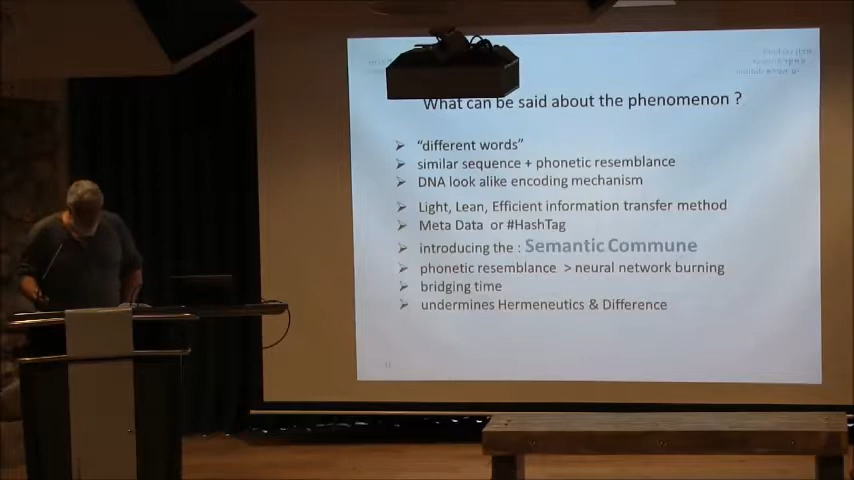 What can be said about the phenomenon ?
"different words"
similar sequence + phonetic resemblance
DNA look alike encoding mechanism
Light, Lean, Efficient information transfer method
Meta Data or #HashTag
introducing the : Semantic Commune
phonetic resemblance > neural network burning
bridging time
undermines Hermeneutics & Difference